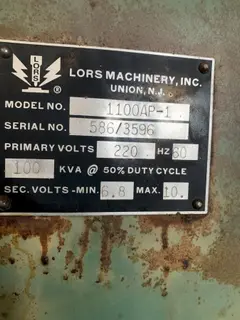 LORS
LORS MACHINERY, INC.
UNION, N.J.
MODEL NO. 1100AP-1
SERIAL NO. 586/3596
PRIMARY VOLTS 220 HZ 60
100 KVA @ 50% DUTY CYCLE
SEC. VOLTS - MIN. 6.8 MAX. 10.